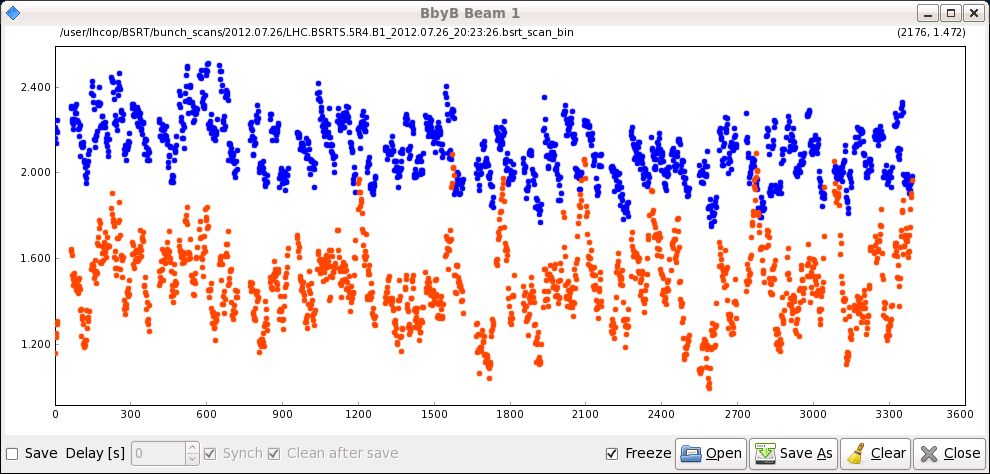 BbyB Beam 1
/user/lhcop/BSRT/bunch_scans/2012.07.26/LHC.BSRTS.5R4.B1_2012.07.26_20:23:26.bsrt_scan_bin (2176, 1.472)
2.400
2.000
1.600
1.200
0 300 600 900 1200 1500 1800 2100 2400 2700 3000 3300 3600
Save Delay [s] 0 Synch Clean after save Freeze Open Save As Clear Close